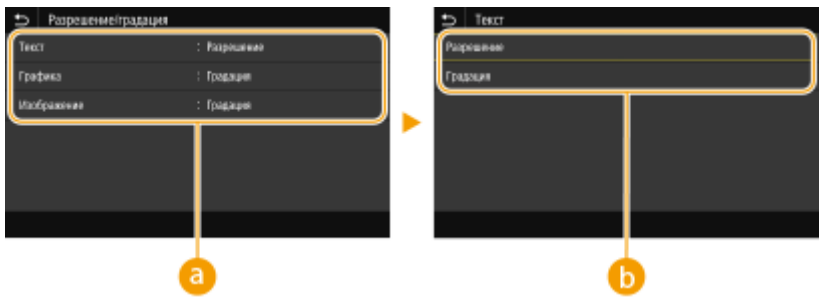 Разрешение/градация
Текст : Разрешение
Графика : Градация
Изображение : Градация
a
Текст
Разрешение
Градация
b